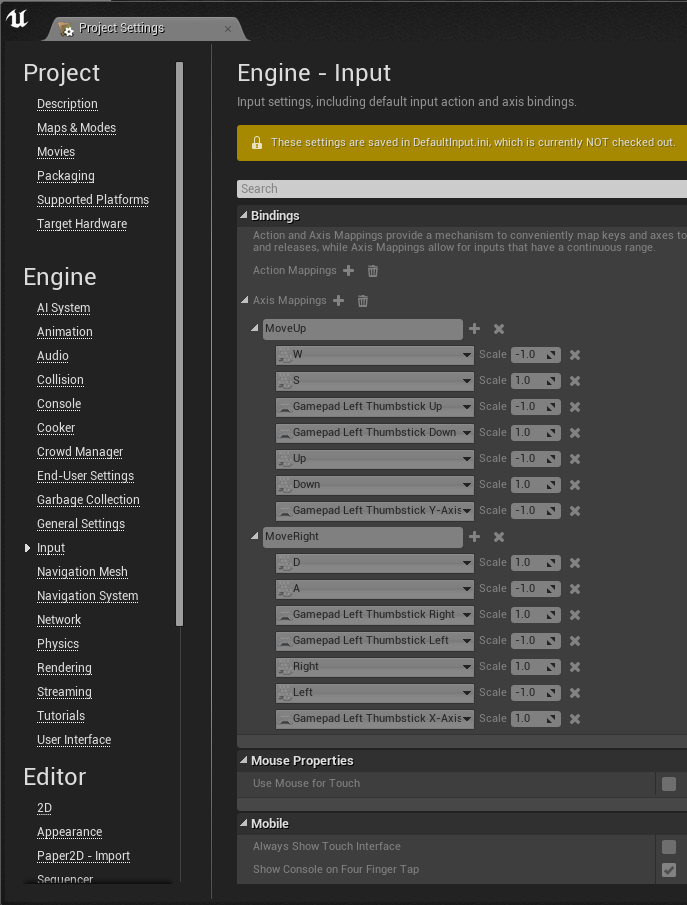 Project Settings
Project
Description
Maps & Modes
Movies
Packaging
Supported Platforms
Target Hardware
Engine
AI System
Animation
Audio
Collision
Console
Cooker
Crowd Manager
End-User Settings
Garbage Collection
General Settings
Input
Navigation Mesh
Navigation System
Network
Physics
Rendering
Streaming
Tutorials
User Interface
Editor
2D
Appearance
Paper2D - Import
Sequencer
Engine - Input
Input settings, including default input action and axis bindings.
These settings are saved in DefaultInput.ini, which is currently NOT checked out.
Search
Bindings
Action and Axis Mappings provide a mechanism to conveniently map keys and axes to
and releases, while Axis Mappings allow for inputs that have a continuous range.
Action Mappings
Axis Mappings
MoveUp
W Scale -1.0
S Scale 1.0
Gamepad Left Thumbstick Up Scale -1.0
Gamepad Left Thumbstick Down Scale 1.0
Up Scale -1.0
Down Scale 1.0
Gamepad Left Thumbstick Y-Axis Scale -1.0
MoveRight
D Scale 1.0
A Scale -1.0
Gamepad Left Thumbstick Right Scale 1.0
Gamepad Left Thumbstick Left Scale -1.0
Right Scale 1.0
Left Scale -1.0
Gamepad Left Thumbstick X-Axis Scale 1.0
Mouse Properties
Use Mouse for Touch
Mobile
Always Show Touch Interface
Show Console on Four Finger Tap